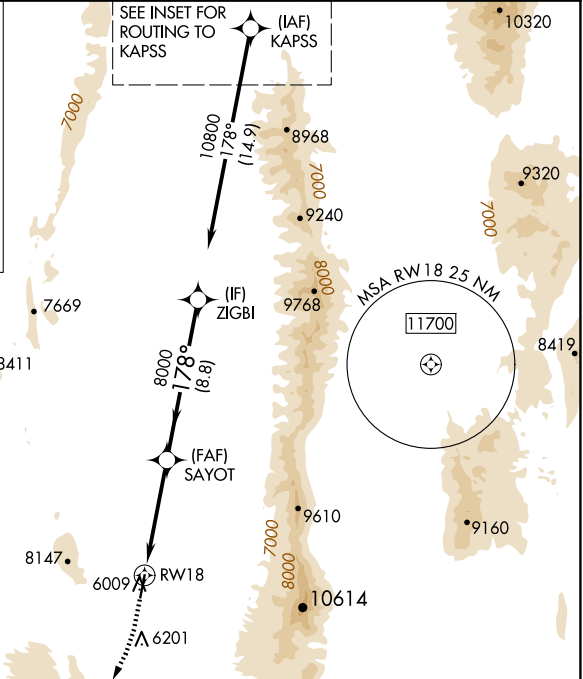 SEE INSET FOR
ROUTING TO
KAPSS
(IAF)
KAPSS
10320
7000
10800
178°
(14.9)
8968
7000
9320
7000
9240
(IF)
ZIGBI
8000
9768
MSA RW18 25 NM
11700
7669
8411
8419
8000
178°
(8.8)
(FAF)
SAYOT
9610
9160
7000
8000
8147
6009
RW18
10614
6201